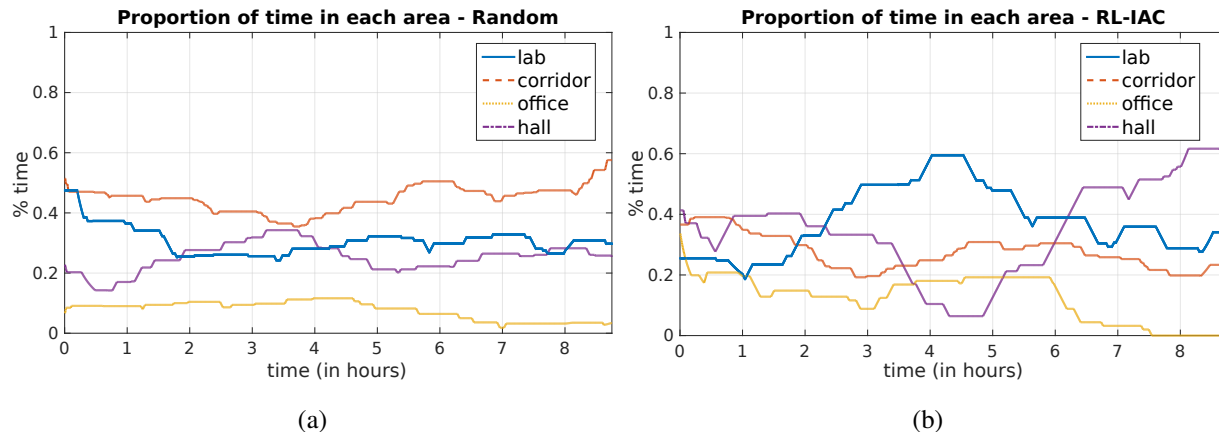 Proportion of time in each area - Random
1
0.8
0.6
0.4
0.2
0
% time
lab
corridor
office
hall
0 1 2 3 4 5 6 7 8
time (in hours)
(a)
Proportion of time in each area - RL-IAC
1
0.8
0.6
0.4
0.2
0
% time
lab
corridor
office
hall
0 1 2 3 4 5 6 7 8
time (in hours)
(b)